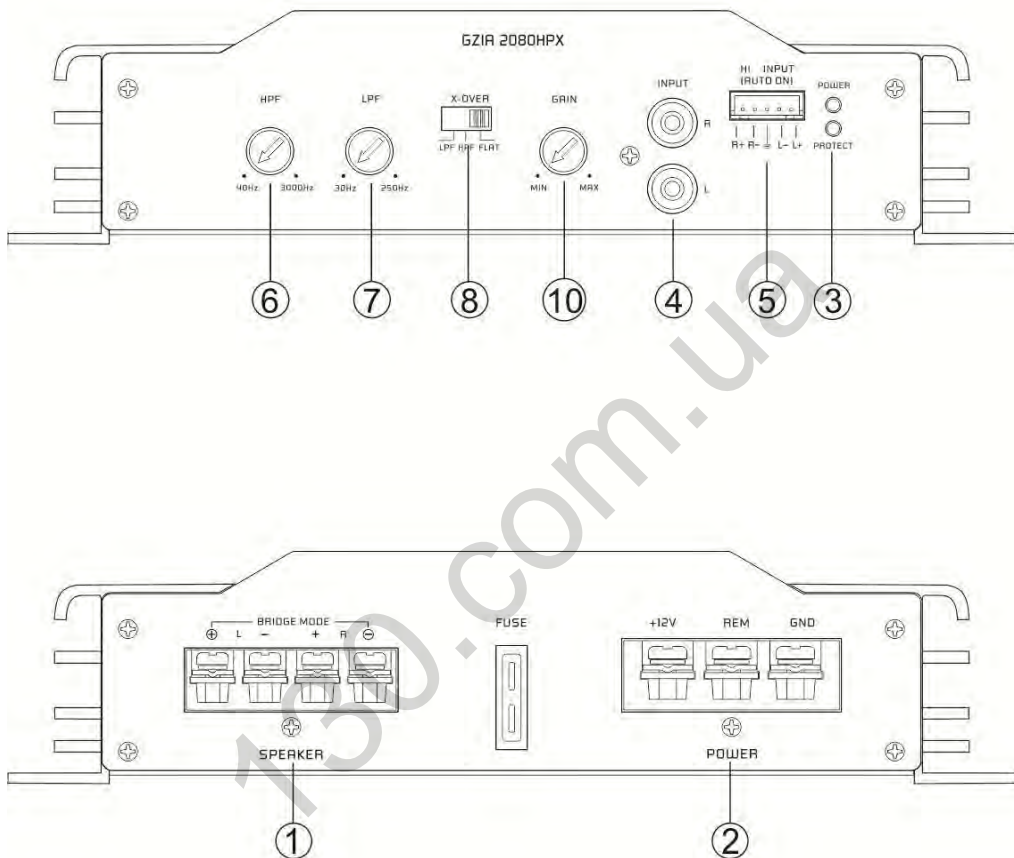 GZIA 2080HPX
HPF
LPF
X-OVER
GAIN
INPUT
HI INPUT
(AUTO ON)
POWER
R
R+ R- L- L+
PROTECT
LPF HPF FLAT
40Hz 3000Hz
30Hz 250Hz
MIN MAX
L
6 7 8 10 4 5 3
130.com.ua
BRIDGE MODE
+ L - + R -
FUSE
+12V REM GND
SPEAKER
POWER
1 2